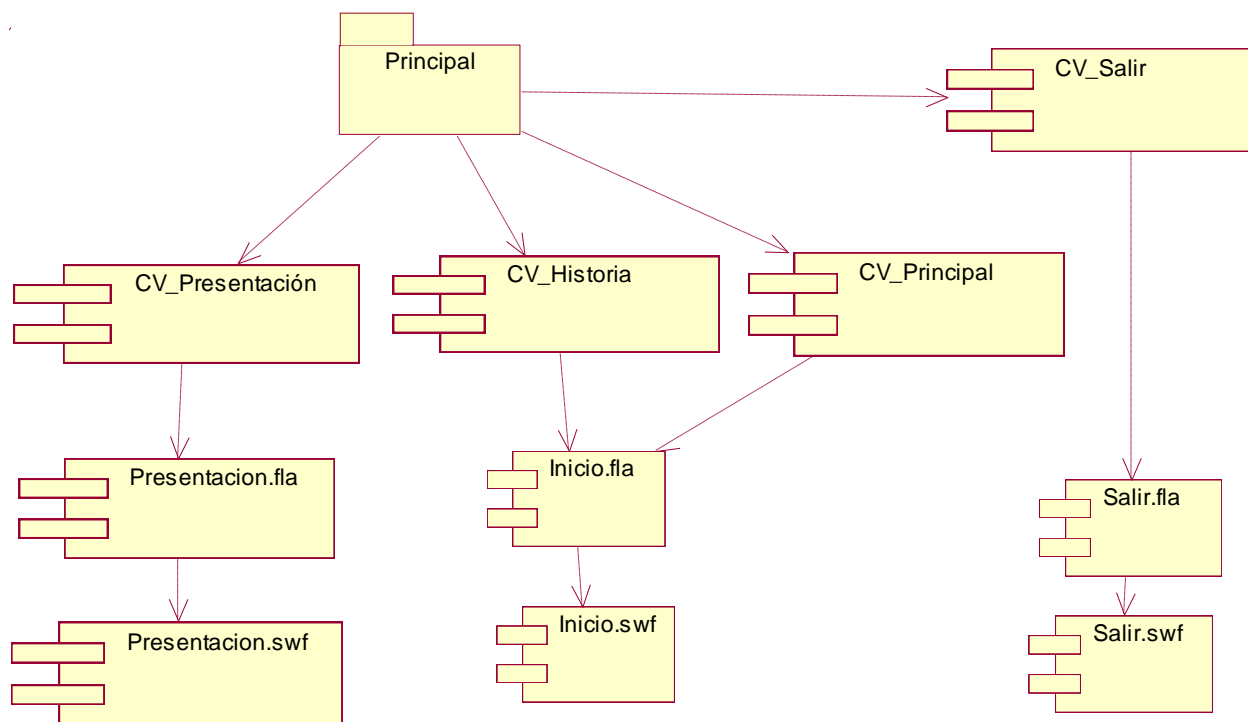 Principal
CV_Salir
CV_Presentación
CV_Historia
CV_Principal
Presentacion.fla
Inicio.fla
Salir.fla
Presentacion.swf
Inicio.swf
Salir.swf